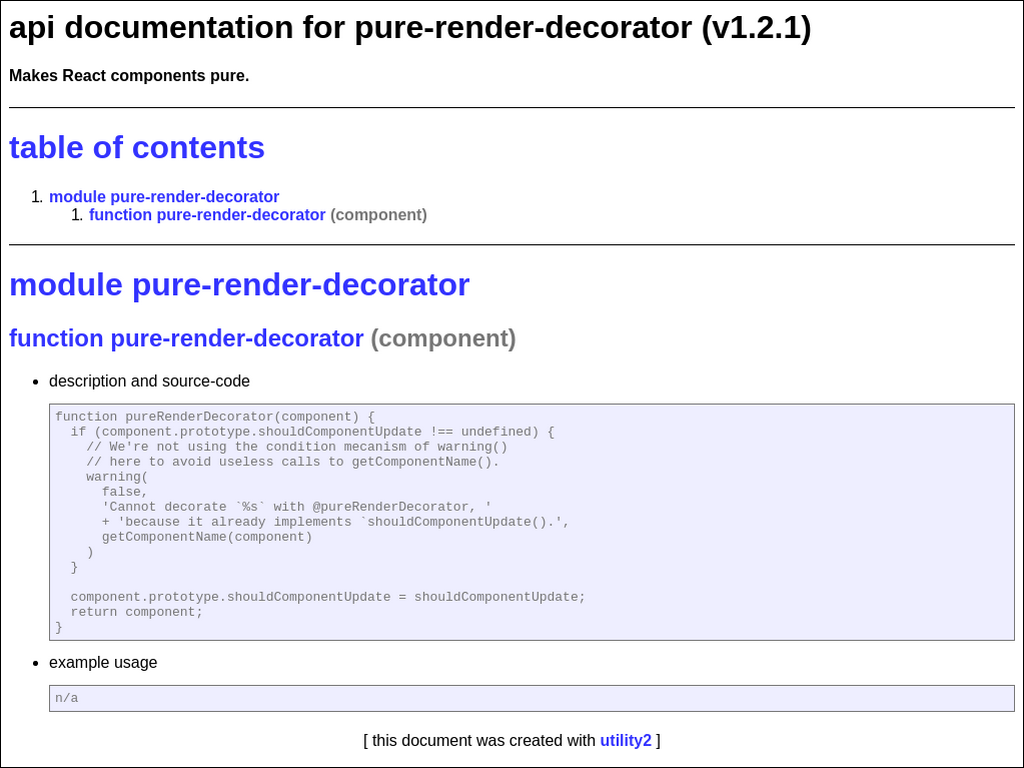 api documentation for pure-render-decorator (v1.2.1)
Makes React components pure.
table of contents
1. module pure-render-decorator
1. function pure-render-decorator (component)
module pure-render-decorator
function pure-render-decorator (component)
• description and source-code
function pureRenderDecorator(component) {
  if (component.prototype.shouldComponentUpdate !== undefined) {
    // We're not using the condition mecanism of warning()
    // here to avoid useless calls to getComponentName().
    warning(
      false,
      'Cannot decorate `%s` with @pureRenderDecorator, '
      + 'because it already implements `shouldComponentUpdate().',
      getComponentName(component)
    )
  }

  component.prototype.shouldComponentUpdate = shouldComponentUpdate;
  return component;
}
• example usage
n/a
[ this document was created with utility2 ]